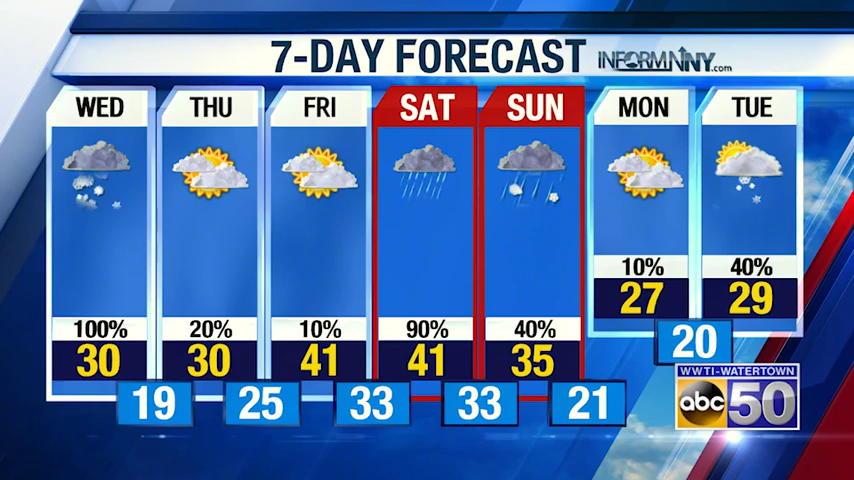 7-DAY FORECAST INFORMNNY.com
WED THU FRI SAT SUN MON TUE
10% 40%
27 29
100% 20% 10% 90% 40%
30 30 41 41 35
20
19 25 33 33 21
WWTI-WATERTOWN
abc 50